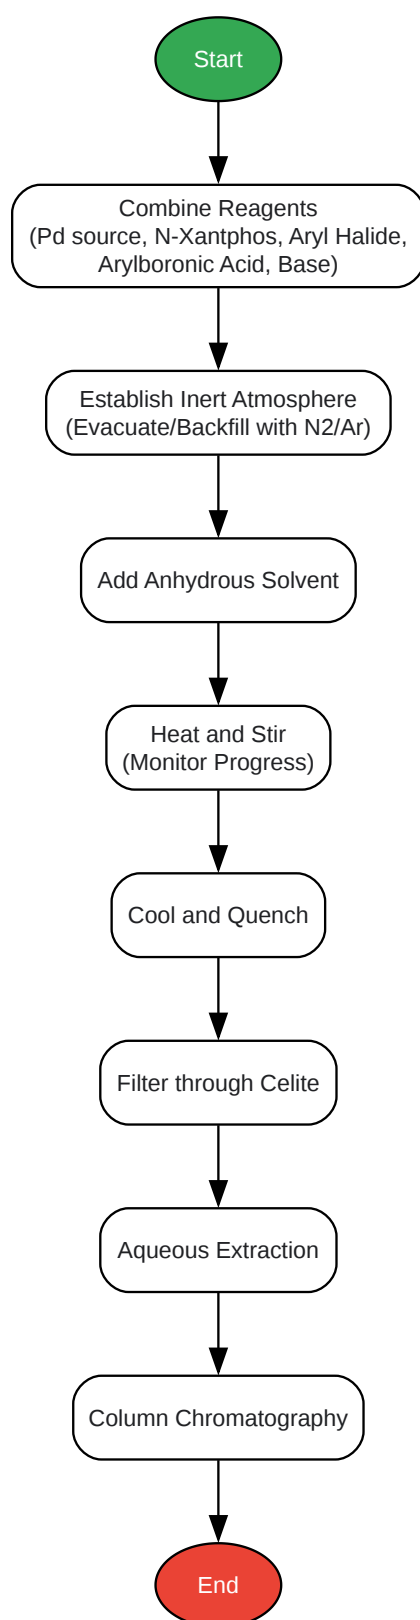 Start
Combine Reagents
(Pd source, N-Xantphos, Aryl Halide,
Arylboronic Acid, Base)
Establish Inert Atmosphere
(Evacuate/Backfill with N2/Ar)
Add Anhydrous Solvent
Heat and Stir
(Monitor Progress)
Cool and Quench
Filter through Celite
Aqueous Extraction
Column Chromatography
End